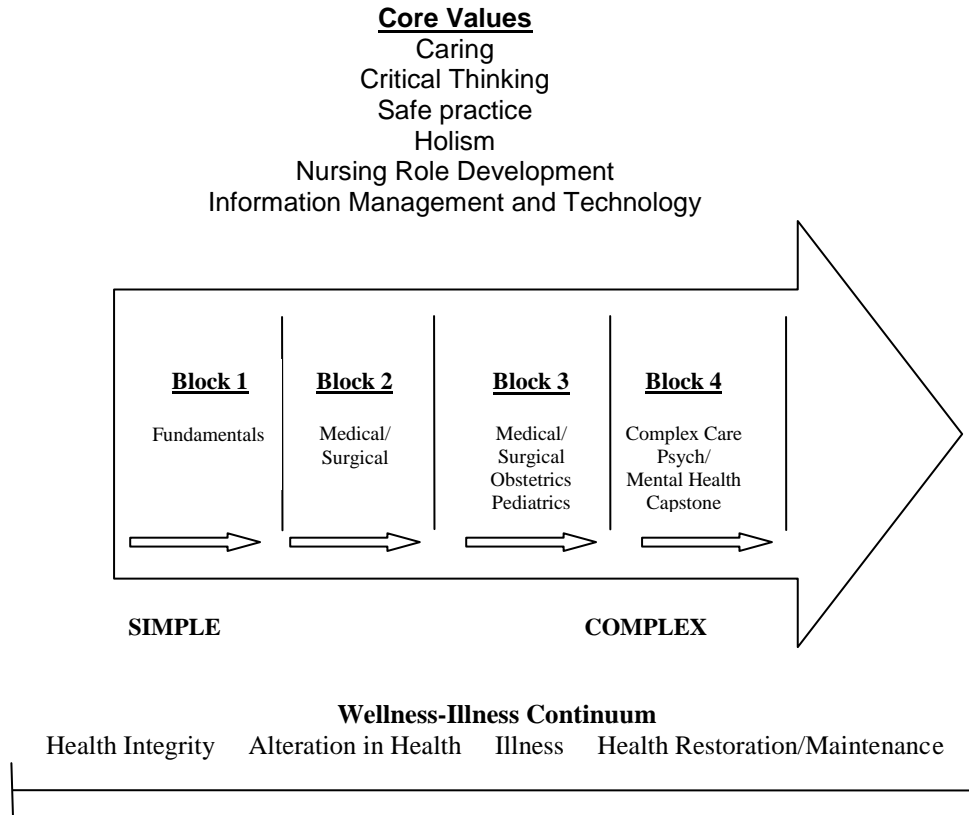 Core Values
Caring
Critical Thinking
Safe practice
Holism
Nursing Role Development
Information Management and Technology
Block 1
Fundamentals
Block 2
Medical/
Surgical
Block 3
Medical/
Surgical
Obstetrics
Pediatrics
Block 4
Complex Care
Psych/
Mental Health
Capstone
SIMPLE
COMPLEX
Wellness-Illness Continuum
Health Integrity Alteration in Health Illness Health Restoration/Maintenance